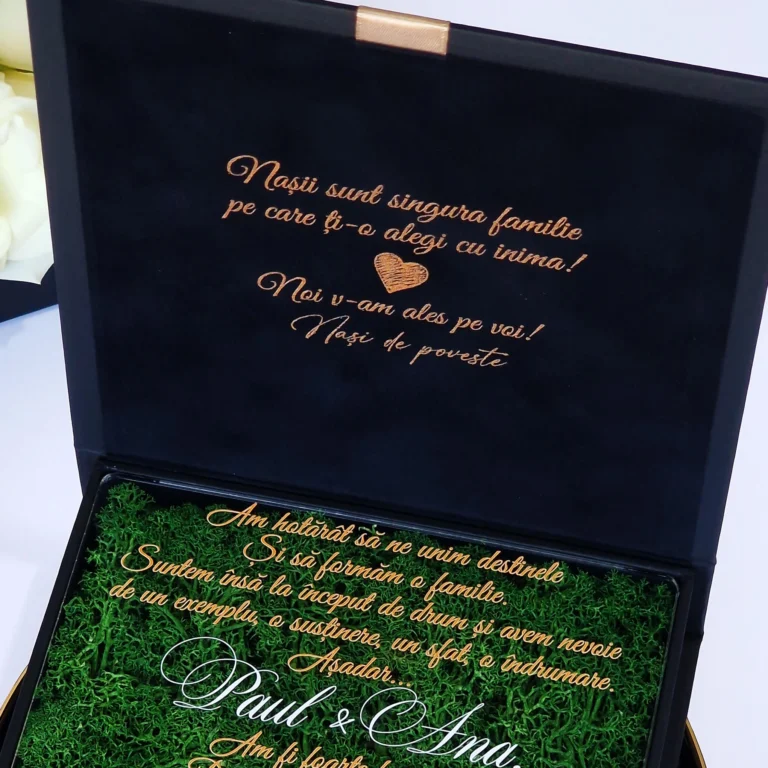 Nașii sunt singura familie
pe care ți-o alegi cu inima!
Noi v-am ales pe voi!
Nași de poveste
Am hotărât să ne unim destinele
Și să formăm o familie.
Suntem însă la început de drum și avem nevoie
de un exemplu, o susținere, un sfat, o îndrumare.
Așadar...
Paul & Ana,
Am fi